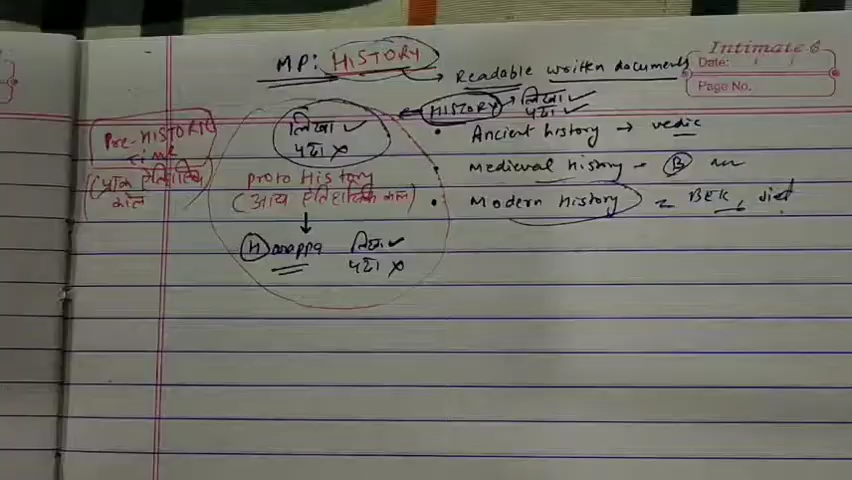 Intimate
Date:
Page No.
MP: HISTORY
Readable written documents
HISTORY लिखा ✓
पढा ✓
Pre-HISTORIC
Time
(प्राक ऐतिहासिक
काल
लिखा ✓
पढा ✗
Proto History
(आद्य ऐतिहासिक काल)
Harappa लिखा ✓
पढा ✗
• Ancient history → vedic
• Medieval history - B
• Modern history